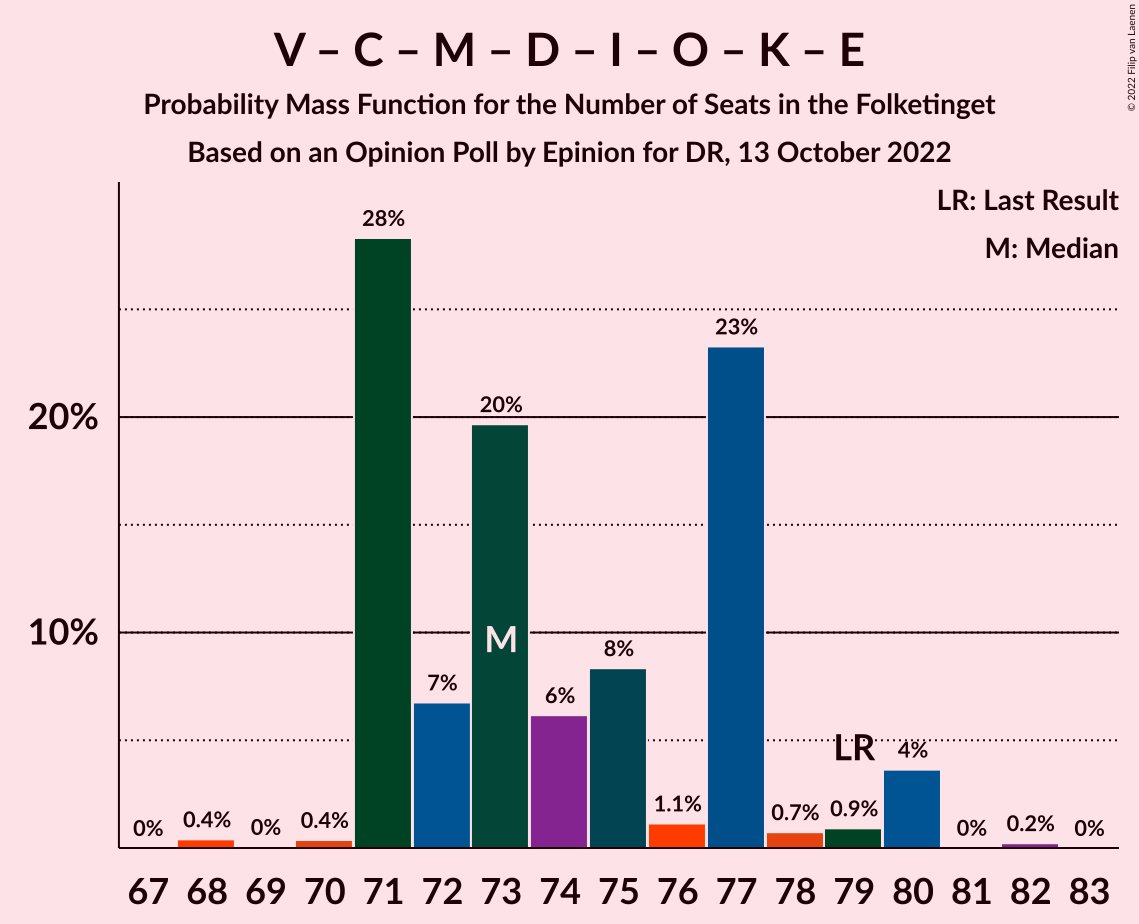 V – C – M – D – I – O – K – E
Probability Mass Function for the Number of Seats in the Folketinget
Based on an Opinion Poll by Epinion for DR, 13 October 2022
© 2022 Filip van Laenen
LR: Last Result
M: Median
20%
10%
0%
0.4%
0%
0.4%
28%
7%
20%
M
6%
8%
1.1%
23%
0.7%
LR
0.9%
4%
0%
0.2%
0%
67 68 69 70 71 72 73 74 75 76 77 78 79 80 81 82 83